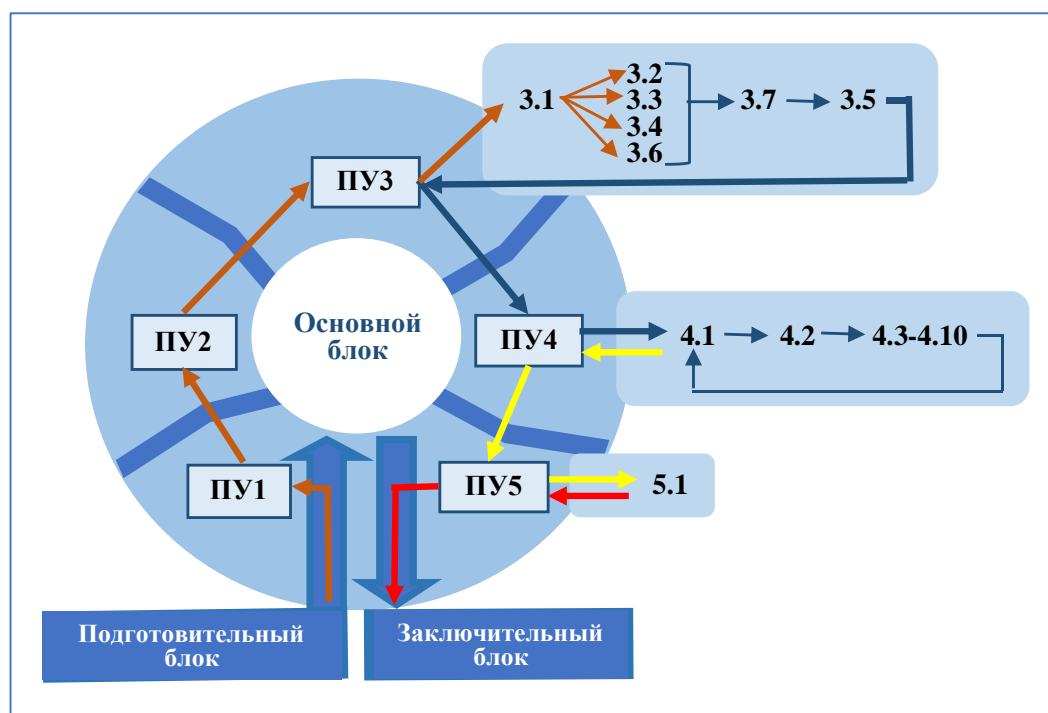 3.1
3.2
3.3
3.4
3.6
3.7
3.5
ПУ3
ПУ2
Основной
блок
ПУ4
4.1
4.2
4.3-4.10
ПУ1
ПУ5
5.1
Подготовительный
блок
Заключительный
блок